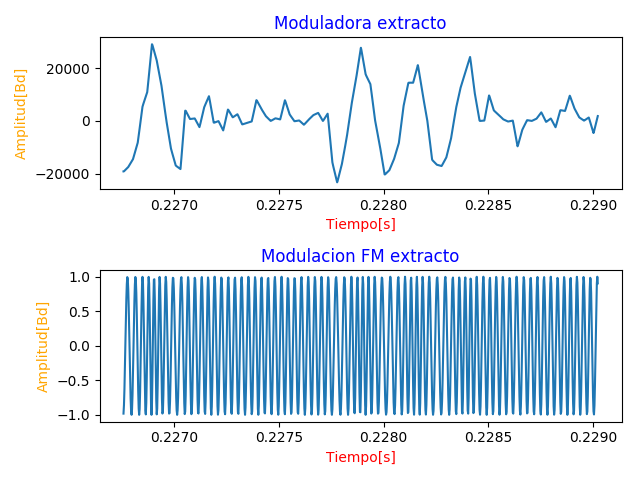 Moduladora extracto
Amplitud[Bd]
20000
0
−20000
0.2270 0.2275 0.2280 0.2285 0.2290
Tiempo[s]
Modulacion FM extracto
Amplitud[Bd]
1.0
0.5
0.0
−0.5
−1.0
0.2270 0.2275 0.2280 0.2285 0.2290
Tiempo[s]